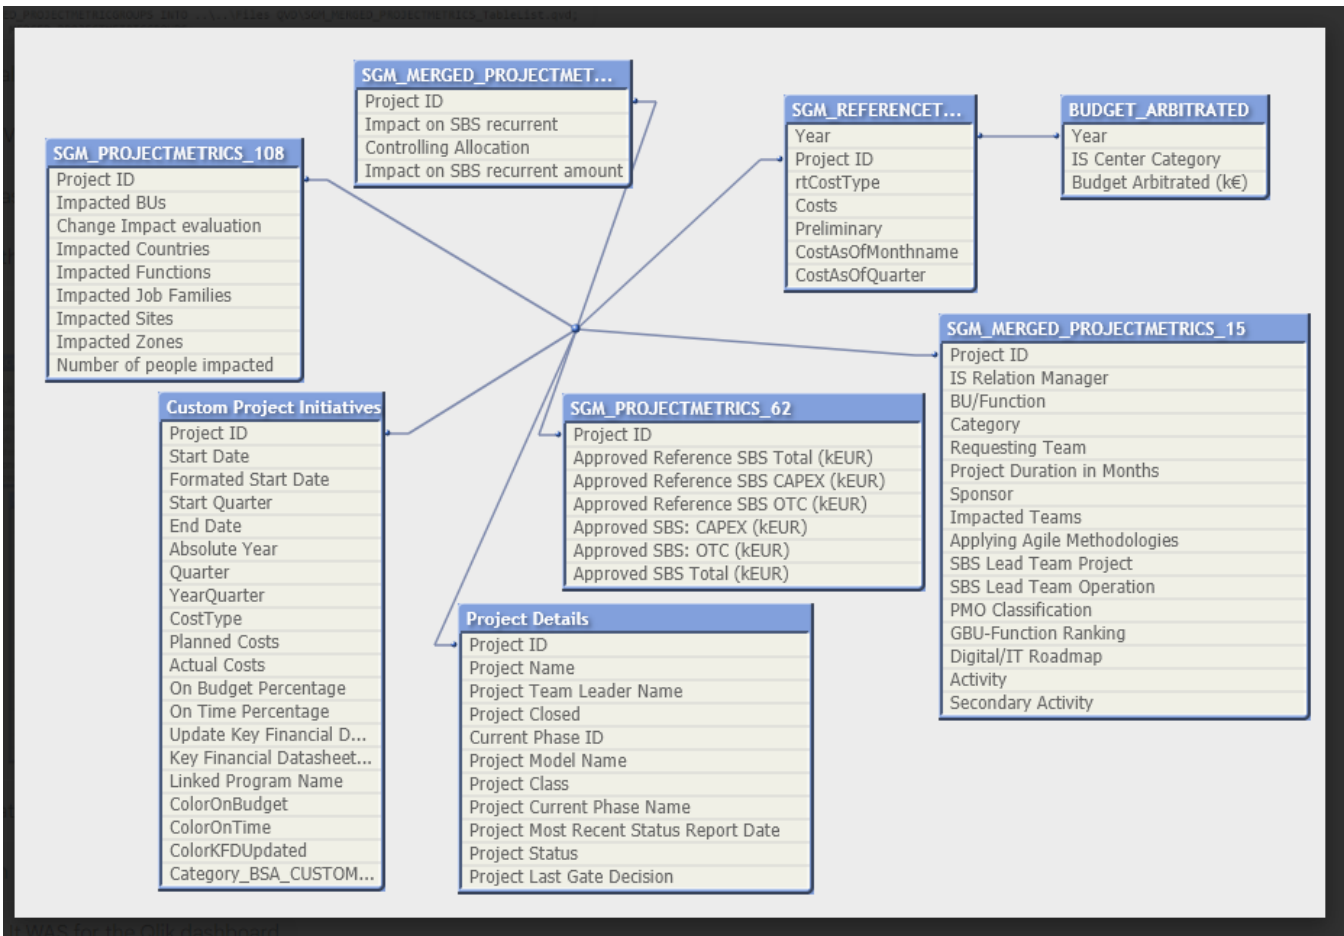 SGM_MERGED_PROJECTMET...
Project ID
Impact on SBS recurrent
Controlling Allocation
Impact on SBS recurrent amount
SGM_REFERENCET...
Year
Project ID
rtCostType
Costs
Preliminary
CostAsOfMonthname
CostAsOfQuarter
BUDGET_ARBITRATED
Year
IS Center Category
Budget Arbitrated (k€)
SGM_PROJECTMETRICS_108
Project ID
Impacted BUs
Change Impact evaluation
Impacted Countries
Impacted Functions
Impacted Job Families
Impacted Sites
Impacted Zones
Number of people impacted
SGM_MERGED_PROJECTMETRICS_15
Project ID
IS Relation Manager
BU/Function
Category
Requesting Team
Project Duration in Months
Sponsor
Impacted Teams
Applying Agile Methodologies
SBS Lead Team Project
SBS Lead Team Operation
PMO Classification
GBU-Function Ranking
Digital/IT Roadmap
Activity
Secondary Activity
Custom Project Initiatives
Project ID
Start Date
Formated Start Date
Start Quarter
End Date
Absolute Year
Quarter
YearQuarter
CostType
Planned Costs
Actual Costs
On Budget Percentage
On Time Percentage
Update Key Financial D...
Key Financial Datasheet...
Linked Program Name
ColorOnBudget
ColorOnTime
ColorKFDUpdated
Category_BSA_CUSTOM...
SGM_PROJECTMETRICS_62
Project ID
Approved Reference SBS Total (kEUR)
Approved Reference SBS CAPEX (kEUR)
Approved Reference SBS OTC (kEUR)
Approved SBS: CAPEX (kEUR)
Approved SBS: OTC (kEUR)
Approved SBS Total (kEUR)
Project Details
Project ID
Project Name
Project Team Leader Name
Project Closed
Current Phase ID
Project Model Name
Project Class
Project Current Phase Name
Project Most Recent Status Report Date
Project Status
Project Last Gate Decision
it WAS for the Qlik dashboard